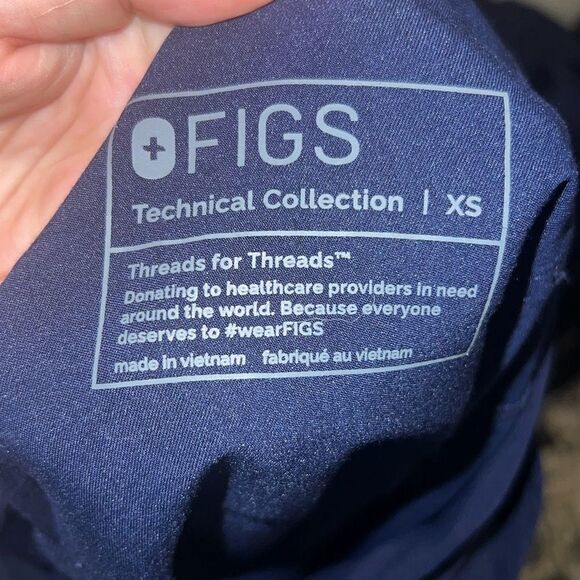 FIGS
Technical Collection | XS
Threads for Threads™
Donating to healthcare providers in need
around the world. Because everyone
deserves to #wearFIGS
made in vietnam fabriqué au vietnam